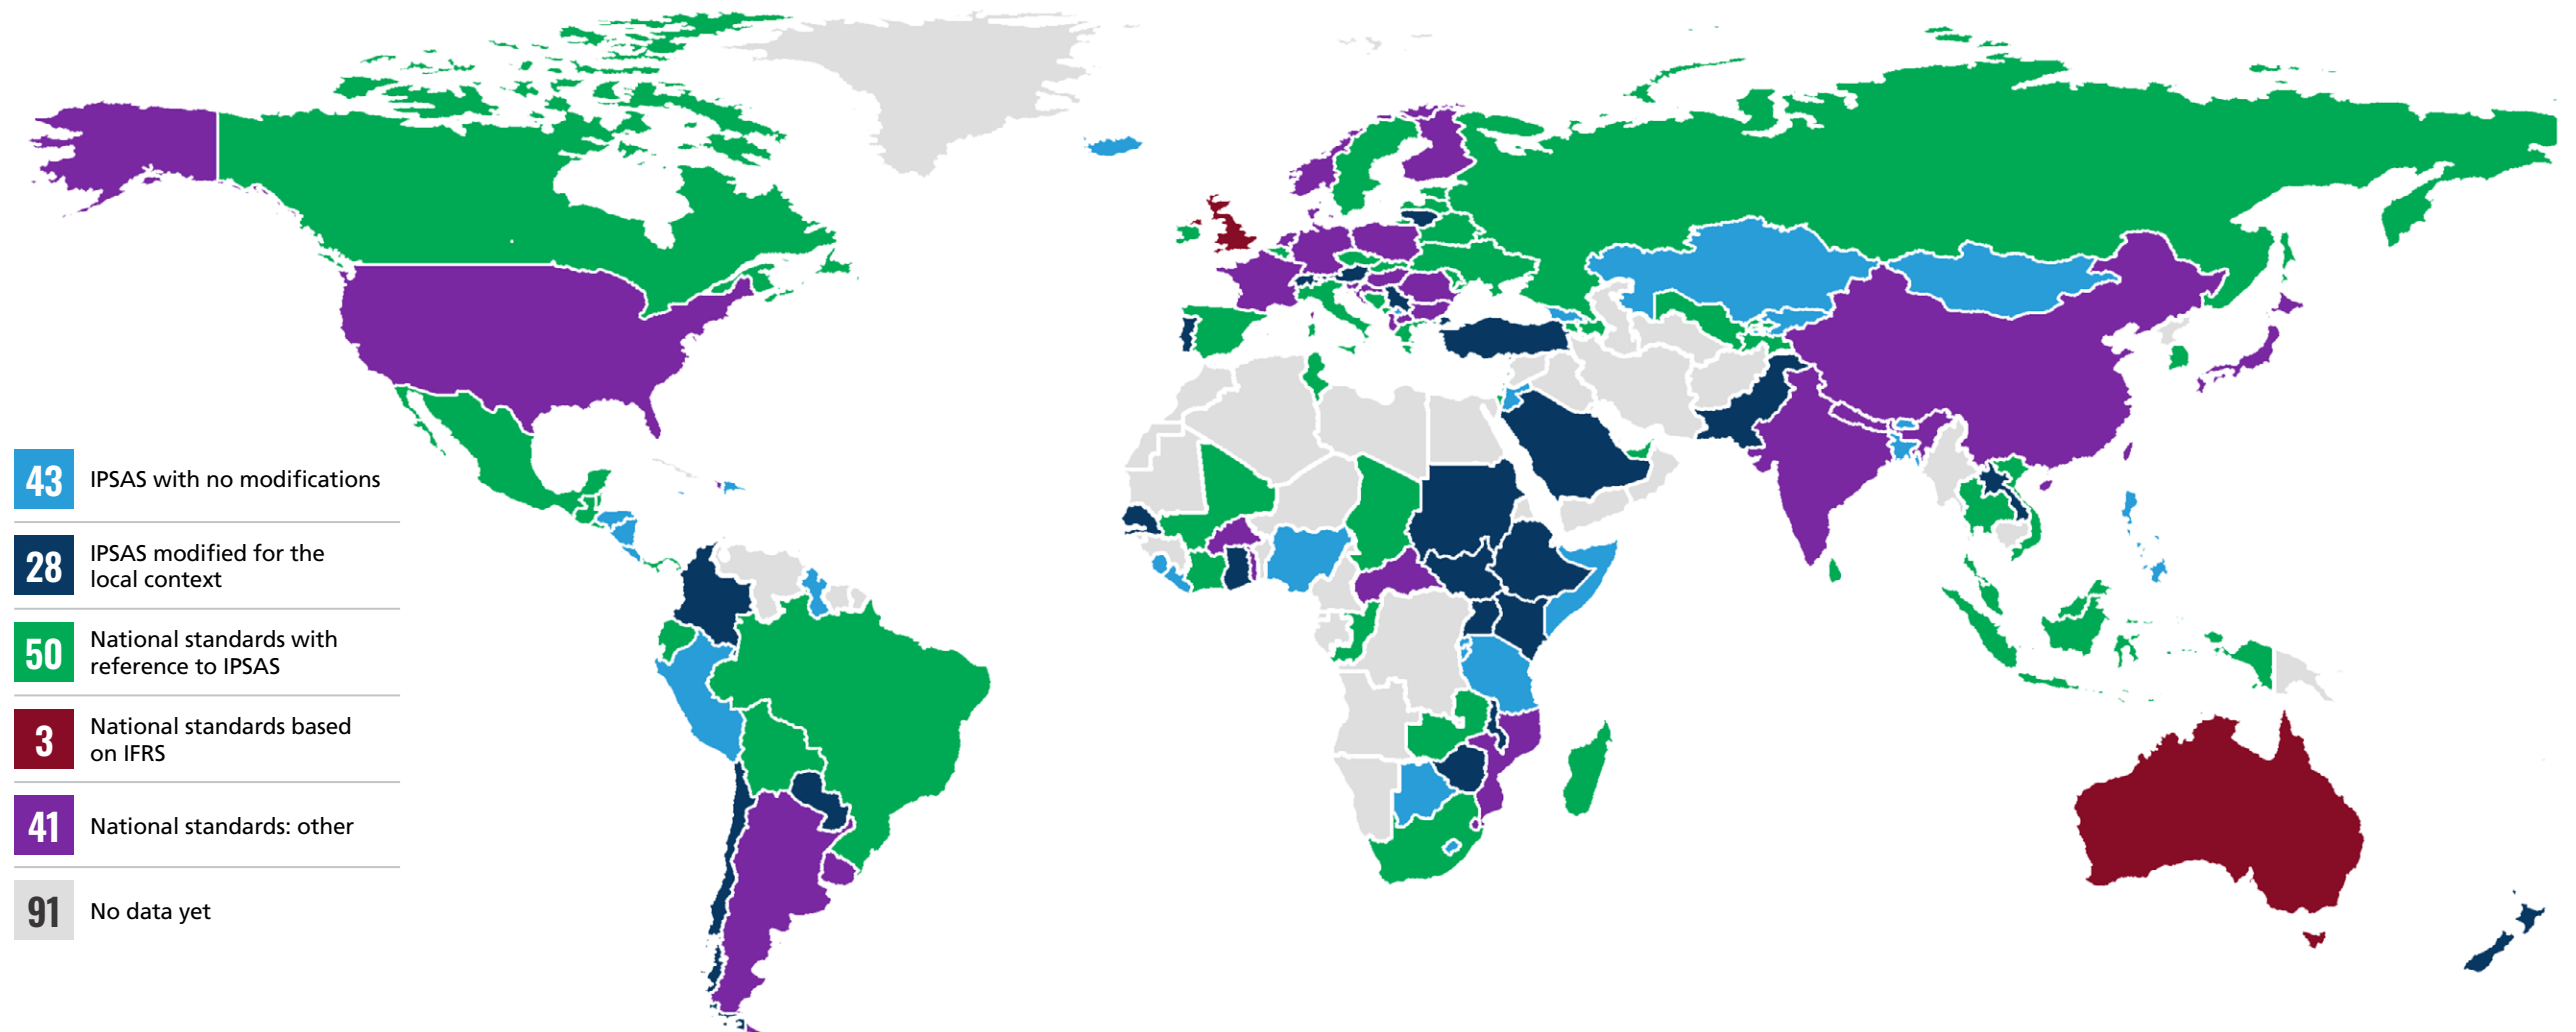 43 IPSAS with no modifications
28 IPSAS modified for the
local context
50 National standards with
reference to IPSAS
3 National standards based
on IFRS
41 National standards: other
91 No data yet